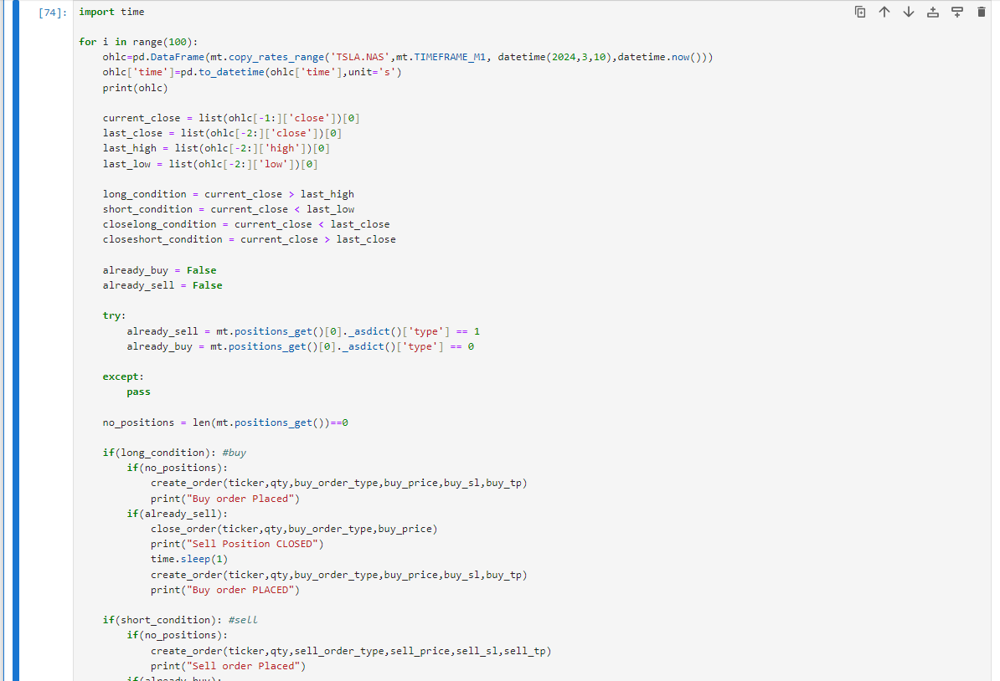 [74]:
import time
for i in range(100):
    ohlc=pd.DataFrame(mt.copy_rates_range('TSLA.NAS',mt.TIMEFRAME_M1, datetime(2024,3,10),datetime.now()))
    ohlc['time']=pd.to_datetime(ohlc['time'],unit='s')
    print(ohlc)
    current_close = list(ohlc[-1:]['close'])[0]
    last_close = list(ohlc[-2:]['close'])[0]
    last_high = list(ohlc[-2:]['high'])[0]
    last_low = list(ohlc[-2:]['low'])[0]
    long_condition = current_close > last_high
    short_condition = current_close < last_low
    closelong_condition = current_close < last_close
    closeshort_condition = current_close > last_close
    already_buy = False
    already_sell = False
    try:
        already_sell = mt.positions_get()[0]._asdict()['type'] == 1
        already_buy = mt.positions_get()[0]._asdict()['type'] == 0
    except:
        pass
    no_positions = len(mt.positions_get())==0
    if(long_condition): #buy
        if(no_positions):
            create_order(ticker,qty,buy_order_type,buy_price,buy_sl,buy_tp)
            print("Buy order Placed")
        if(already_sell):
            close_order(ticker,qty,buy_order_type,buy_price)
            print("Sell Position CLOSED")
            time.sleep(1)
            create_order(ticker,qty,buy_order_type,buy_price,buy_sl,buy_tp)
            print("Buy order PLACED")
    if(short_condition): #sell
        if(no_positions):
            create_order(ticker,qty,sell_order_type,sell_price,sell_sl,sell_tp)
            print("Sell order Placed")
        if(already_buy):